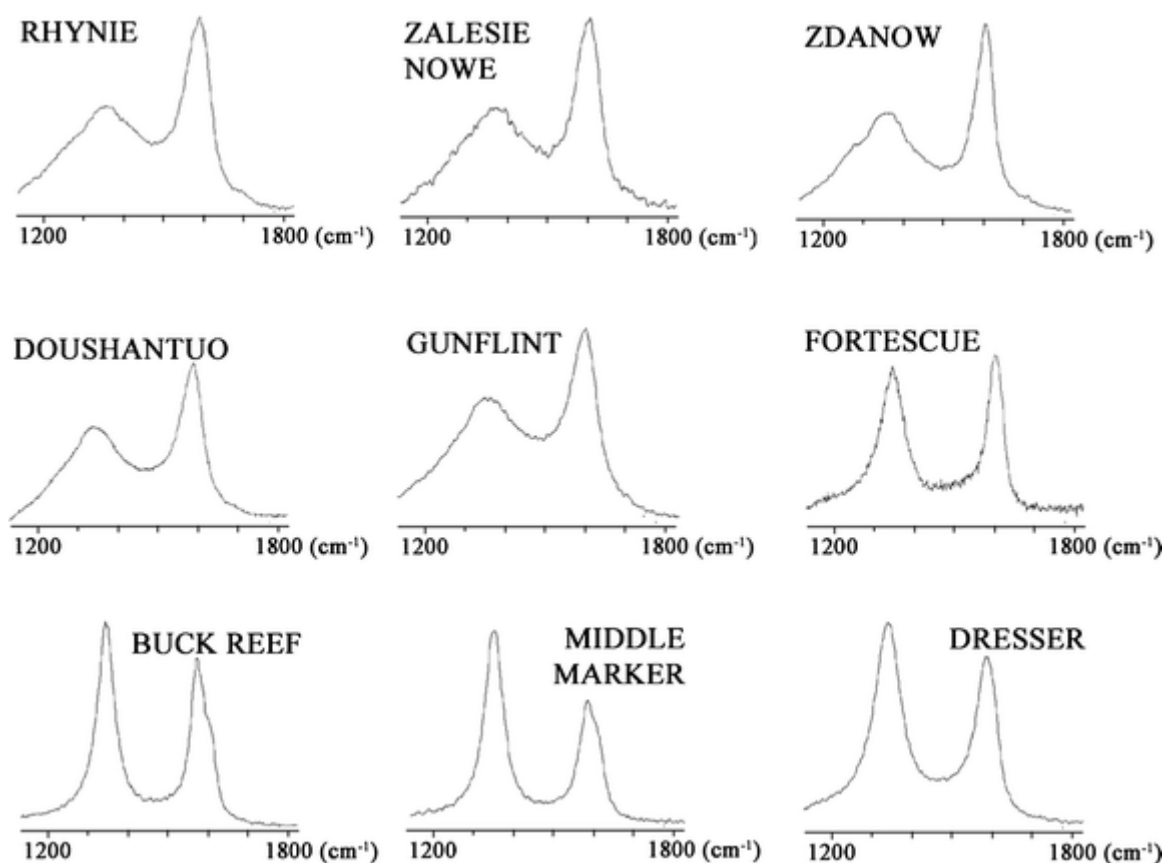 RHYNIE
ZALESIE
NOWE
ZDANOW
1200 1800 (cm⁻¹)
1200 1800 (cm⁻¹)
1200 1800 (cm⁻¹)
DOUSHANTUO
GUNFLINT
FORTESCUE
1200 1800 (cm⁻¹)
1200 1800 (cm⁻¹)
1200 1800 (cm⁻¹)
BUCK REEF
MIDDLE
MARKER
DRESSER
1200 1800 (cm⁻¹)
1200 1800 (cm⁻¹)
1200 1800 (cm⁻¹)